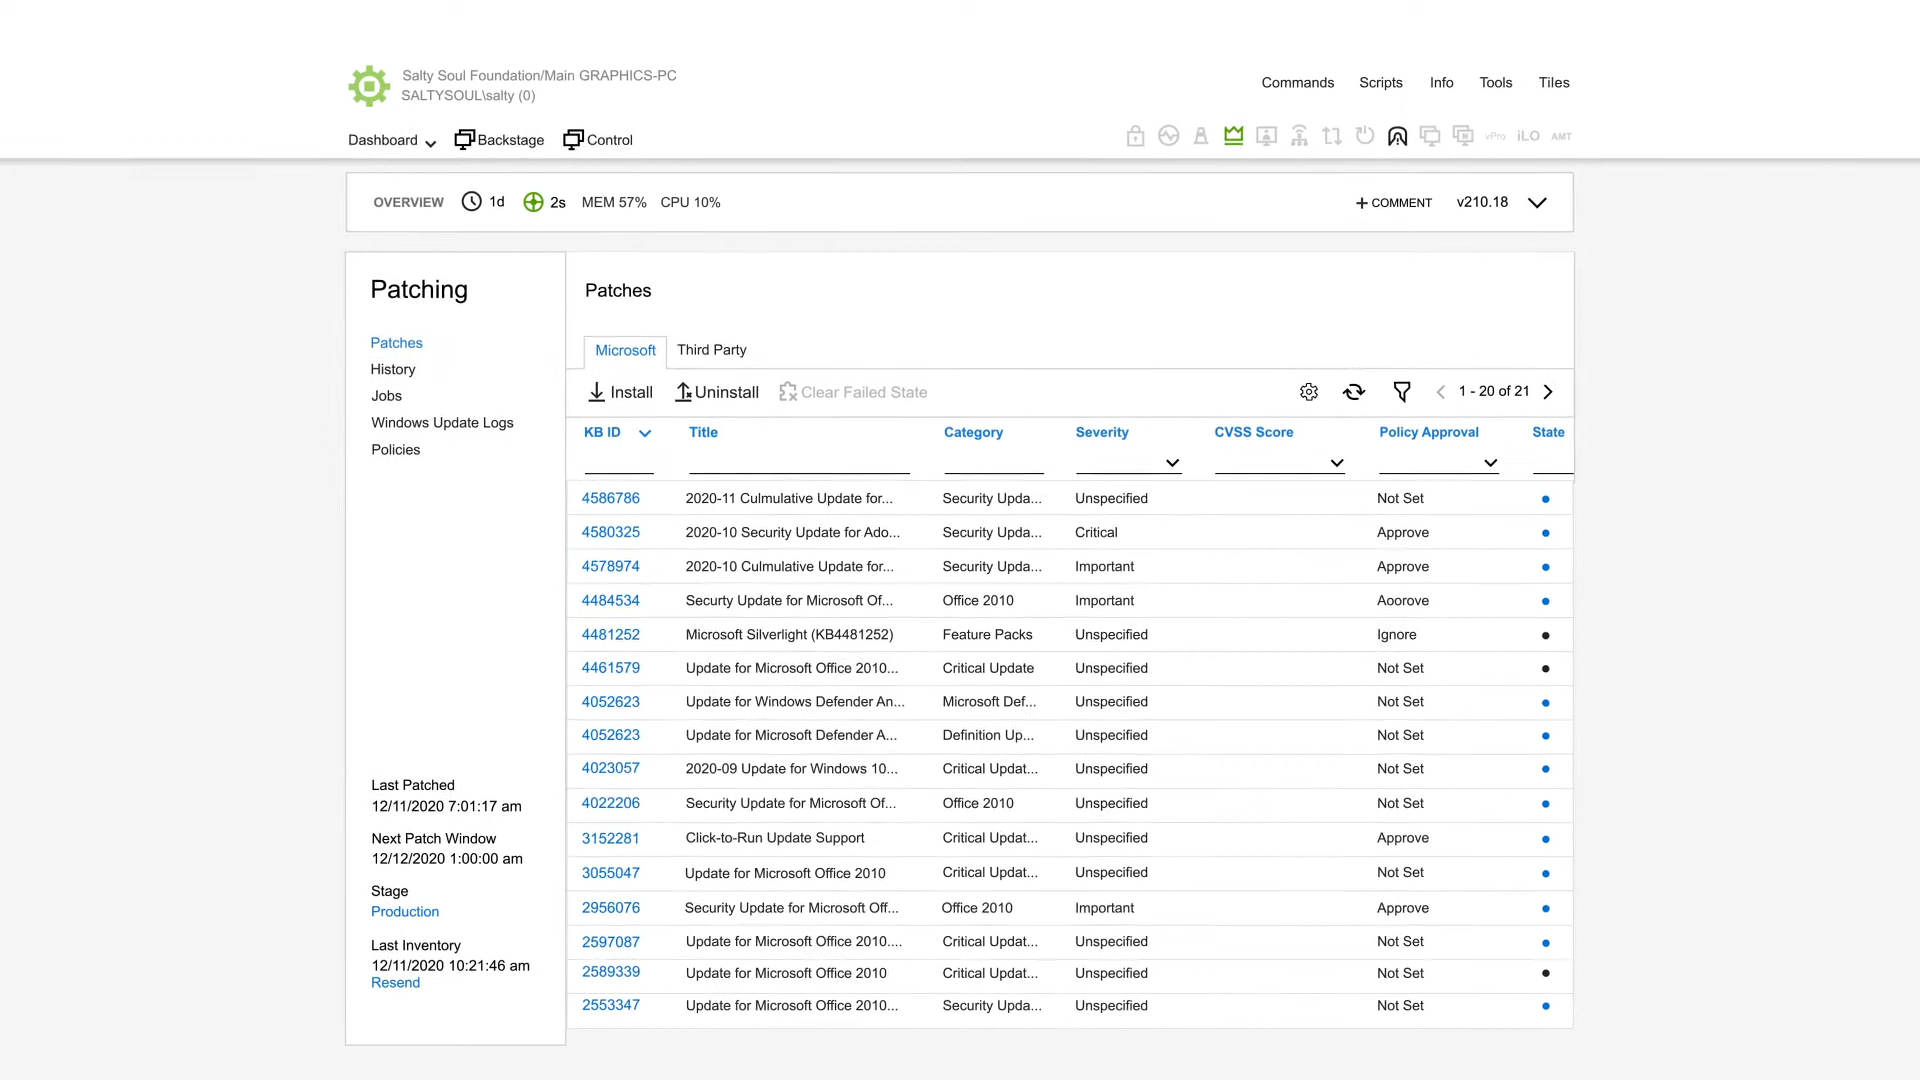 Salty Soul Foundation/Main GRAPHICS-PC
SALTYSOUL\salty (0)
Commands Scripts Info Tools Tiles
Dashboard Backstage Control
vPro iLO AMT
OVERVIEW 1d 2s MEM 57% CPU 10% + COMMENT v210.18
Patching
Patches
History
Jobs
Windows Update Logs
Policies
Last Patched
12/11/2020 7:01:17 am
Next Patch Window
12/12/2020 1:00:00 am
Stage
Production
Last Inventory
12/11/2020 10:21:46 am
Resend
Patches
Microsoft Third Party
Install Uninstall Clear Failed State 1 - 20 of 21
KB ID Title Category Severity CVSS Score Policy Approval State
4586786 2020-11 Culmulative Update for... Security Upda... Unspecified Not Set
4580325 2020-10 Security Update for Ado... Security Upda... Critical Approve
4578974 2020-10 Culmulative Update for... Security Upda... Important Approve
4484534 Securty Update for Microsoft Of... Office 2010 Important Aoorove
4481252 Microsoft Silverlight (KB4481252) Feature Packs Unspecified Ignore
4461579 Update for Microsoft Office 2010... Critical Update Unspecified Not Set
4052623 Update for Windows Defender An... Microsoft Def... Unspecified Not Set
4052623 Update for Microsoft Defender A... Definition Up... Unspecified Not Set
4023057 2020-09 Update for Windows 10... Critical Updat... Unspecified Not Set
4022206 Security Update for Microsoft Of... Office 2010 Unspecified Not Set
3152281 Click-to-Run Update Support Critical Updat... Unspecified Approve
3055047 Update for Microsoft Office 2010 Critical Updat... Unspecified Not Set
2956076 Security Update for Microsoft Off... Office 2010 Important Approve
2597087 Update for Microsoft Office 2010.... Critical Updat... Unspecified Not Set
2589339 Update for Microsoft Office 2010 Critical Updat... Unspecified Not Set
2553347 Update for Microsoft Office 2010... Security Upda... Unspecified Not Set